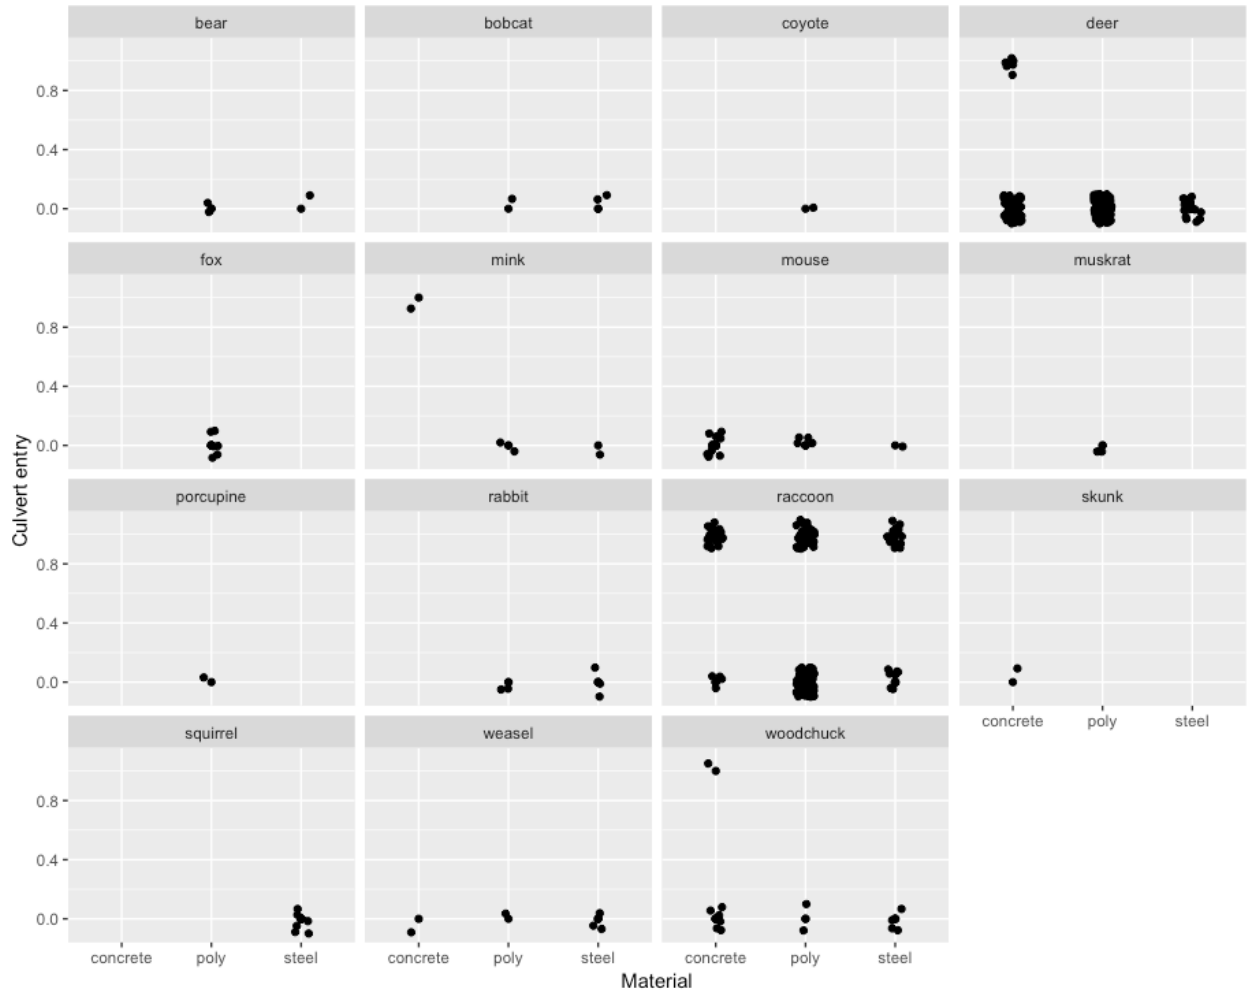 bear bobcat coyote deer
0.8
0.4
0.0
fox mink mouse muskrat
0.8
0.4
0.0
porcupine rabbit raccoon skunk
0.8
0.4
0.0
concrete poly steel
squirrel weasel woodchuck
0.8
0.4
0.0
concrete poly steel concrete poly steel concrete poly steel
Material
Culvert entry